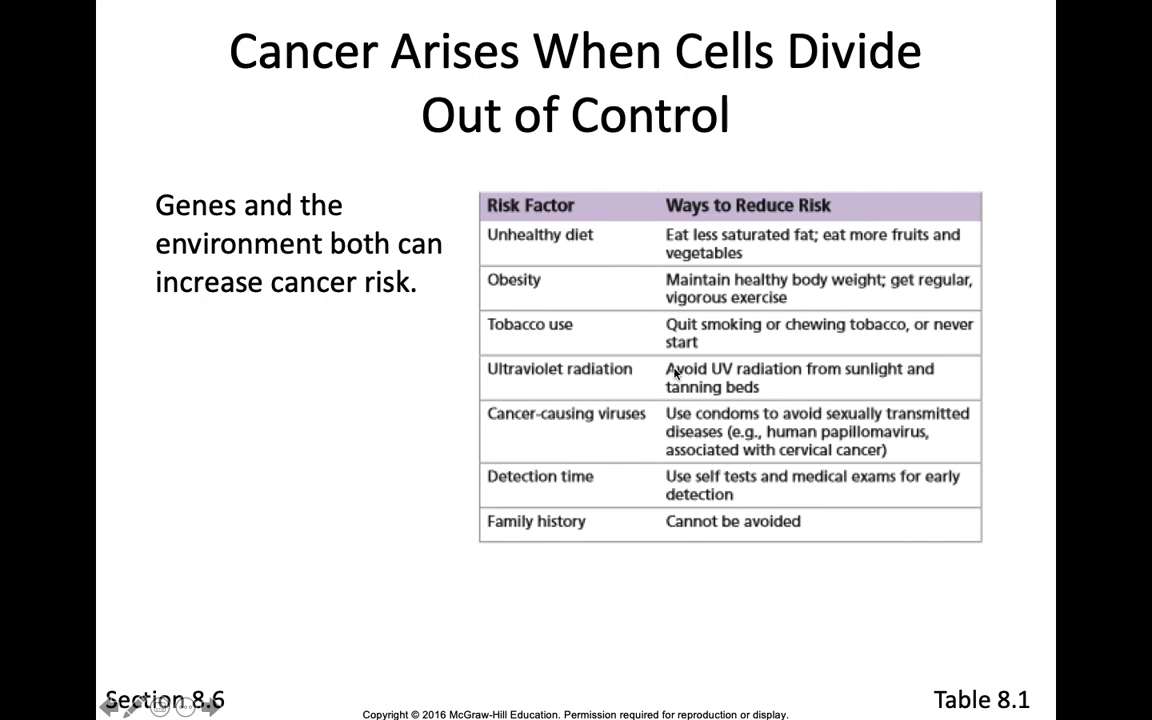 Cancer Arises When Cells Divide
Out of Control
Genes and the
environment both can
increase cancer risk.
Risk Factor Ways to Reduce Risk
Unhealthy diet Eat less saturated fat; eat more fruits and
vegetables
Obesity Maintain healthy body weight; get regular,
vigorous exercise
Tobacco use Quit smoking or chewing tobacco, or never
start
Ultraviolet radiation Avoid UV radiation from sunlight and
tanning beds
Cancer-causing viruses Use condoms to avoid sexually transmitted
diseases (e.g., human papillomavirus,
associated with cervical cancer)
Detection time Use self tests and medical exams for early
detection
Family history Cannot be avoided
Section 8.6
Copyright © 2016 McGraw-Hill Education. Permission required for reproduction or display.
Table 8.1